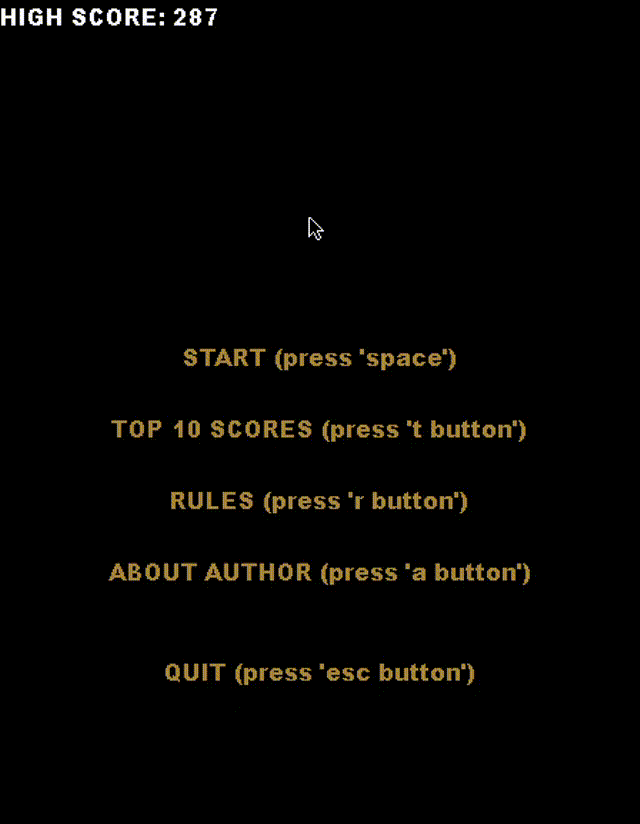 HIGH SCORE: 287
START (press 'space')
TOP 10 SCORES (press 't button')
RULES (press 'r button')
ABOUT AUTHOR (press 'a button')
QUIT (press 'esc button')